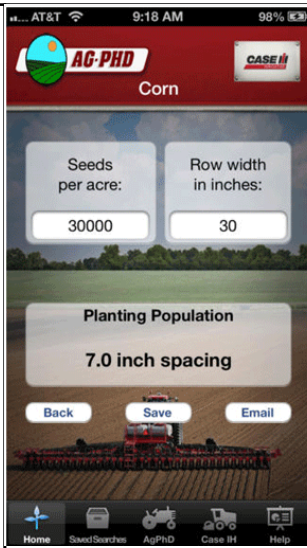 AT&T 9:18 AM 98%
AG·PHD
CASE IH
Corn
Seeds
per acre:
Row width
in inches:
30000
30
Planting Population
7.0 inch spacing
Back
Save
Email
Home
Saved Searches
AgPhD
Case IH
Help